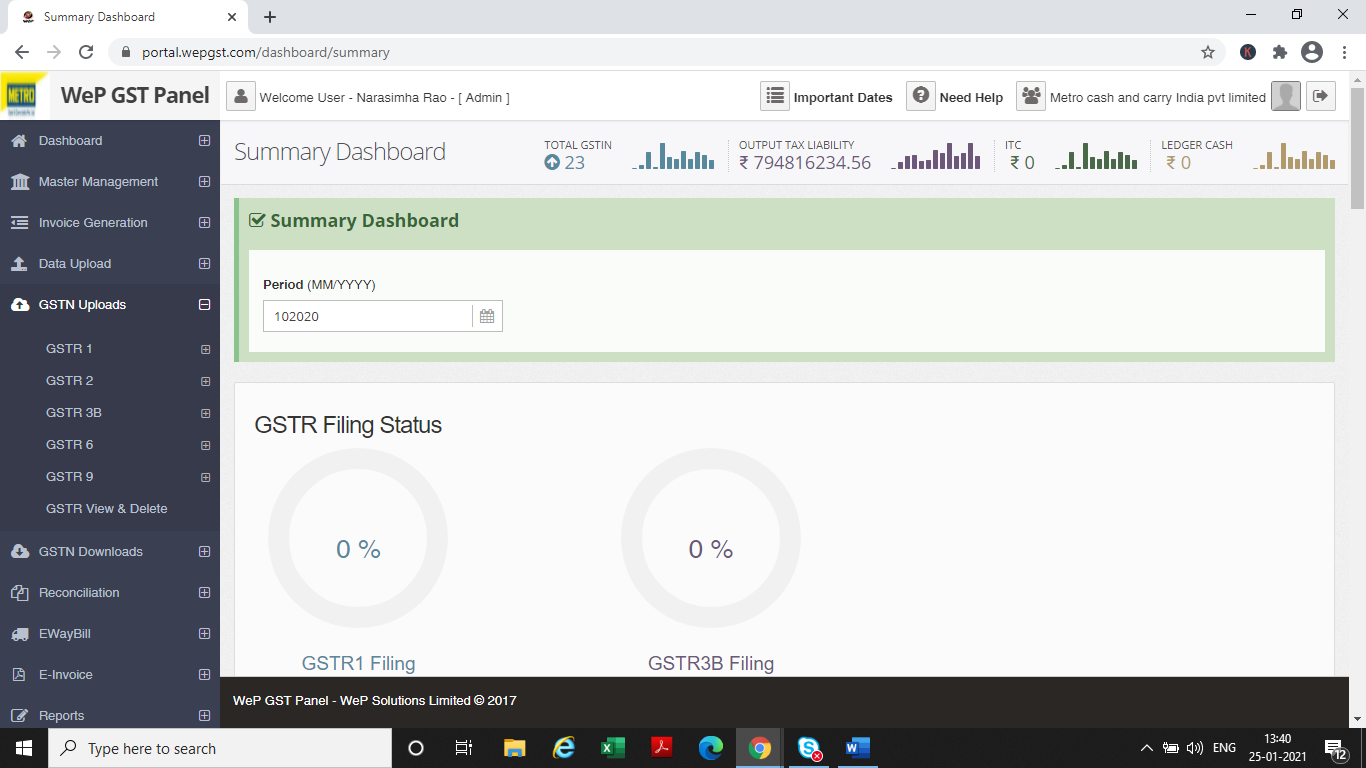 Summary Dashboard
portal.wepgst.com/dashboard/summary
K
METRO
WeP GST Panel
Welcome User - Narasimha Rao - [ Admin ]
Important Dates
Need Help
Metro cash and carry India pvt limited
Dashboard
Master Management
Invoice Generation
Data Upload
GSTN Uploads
GSTR 1
GSTR 2
GSTR 3B
GSTR 6
GSTR 9
GSTR View & Delete
GSTN Downloads
Reconciliation
EWayBill
E-Invoice
Reports
Summary Dashboard
TOTAL GSTIN
23
OUTPUT TAX LIABILITY
₹ 794816234.56
ITC
₹ 0
LEDGER CASH
₹ 0
Summary Dashboard
Period (MM/YYYY)
102020
GSTR Filing Status
0 %
0 %
GSTR1 Filing
GSTR3B Filing
WeP GST Panel - WeP Solutions Limited © 2017
Type here to search
ENG
13:40
25-01-2021
12